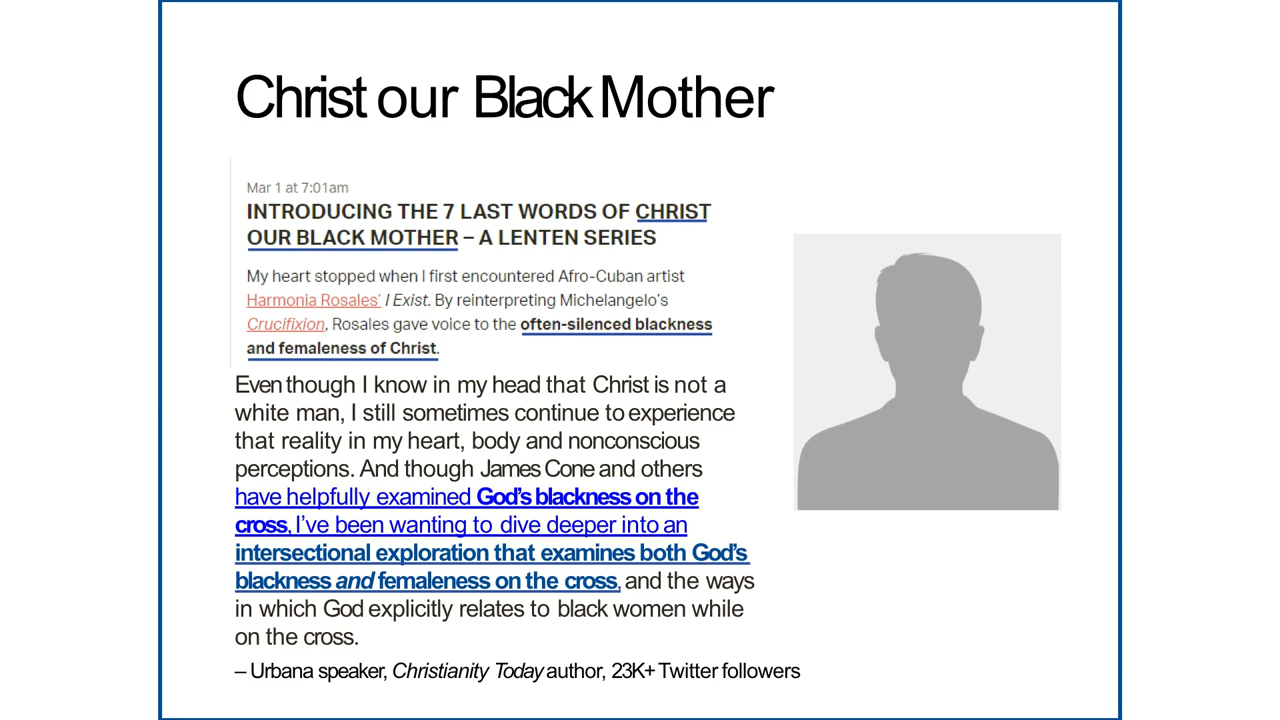 Christ our Black Mother
Mar 1 at 7:01am
INTRODUCING THE 7 LAST WORDS OF CHRIST
OUR BLACK MOTHER – A LENTEN SERIES
My heart stopped when I first encountered Afro-Cuban artist
Harmonia Rosales' I Exist. By reinterpreting Michelangelo's
Crucifixion, Rosales gave voice to the often-silenced blackness
and femaleness of Christ.
Even though I know in my head that Christ is not a
white man, I still sometimes continue to experience
that reality in my heart, body and nonconscious
perceptions. And though James Cone and others
have helpfully examined God's blackness on the
cross, I've been wanting to dive deeper into an
intersectional exploration that examines both God's
blackness and femaleness on the cross, and the ways
in which God explicitly relates to black women while
on the cross.
– Urbana speaker, Christianity Today author, 23K+ Twitter followers